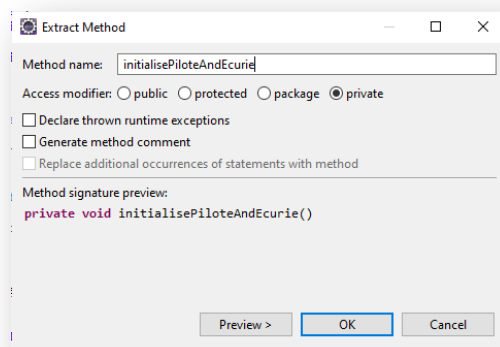 Extract Method
Method name: initialisePiloteAndEcurie
Access modifier: public protected package private
Declare thrown runtime exceptions
Generate method comment
Replace additional occurrences of statements with method
Method signature preview:
private void initialisePiloteAndEcurie()
Preview > OK Cancel